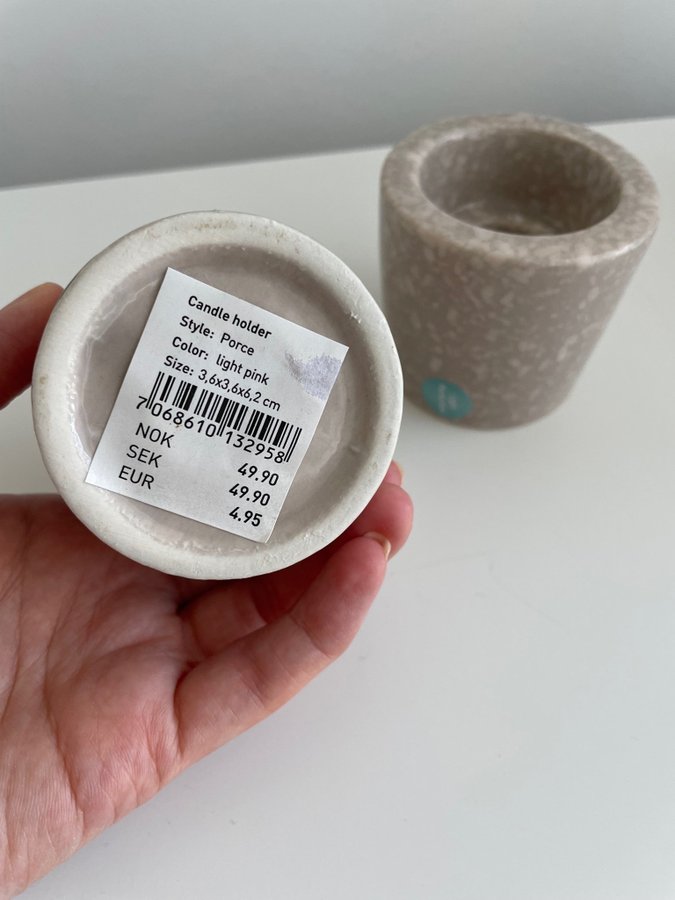 Candle holder
Style: Porce
Color: light pink
Size: 3,6x3,6x6,2 cm
7 068610 132958
NOK 49.90
SEK 49.90
EUR 4.95